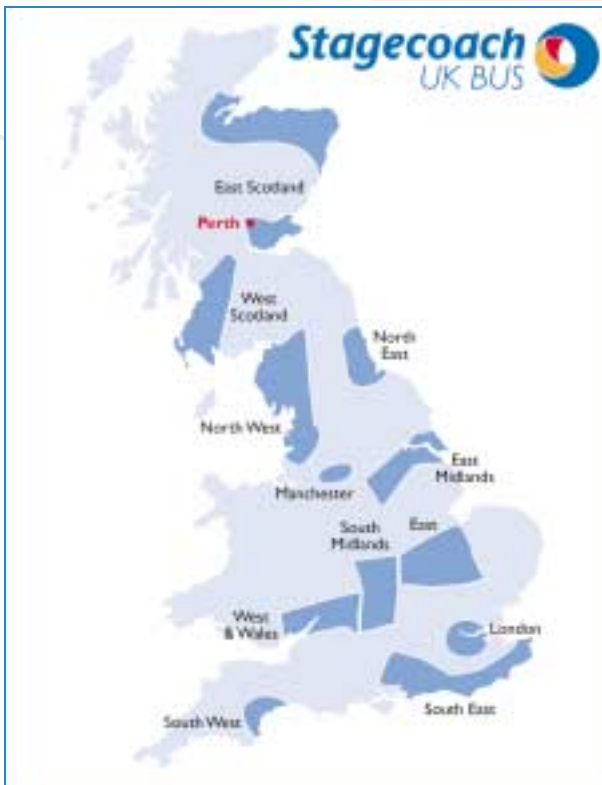 Stagecoach
UK BUS
East Scotland
Perth
West
Scotland
North
East
North West
East
Midlands
Manchester
South
Midlands
East
West
& Wales
London
South East
South West